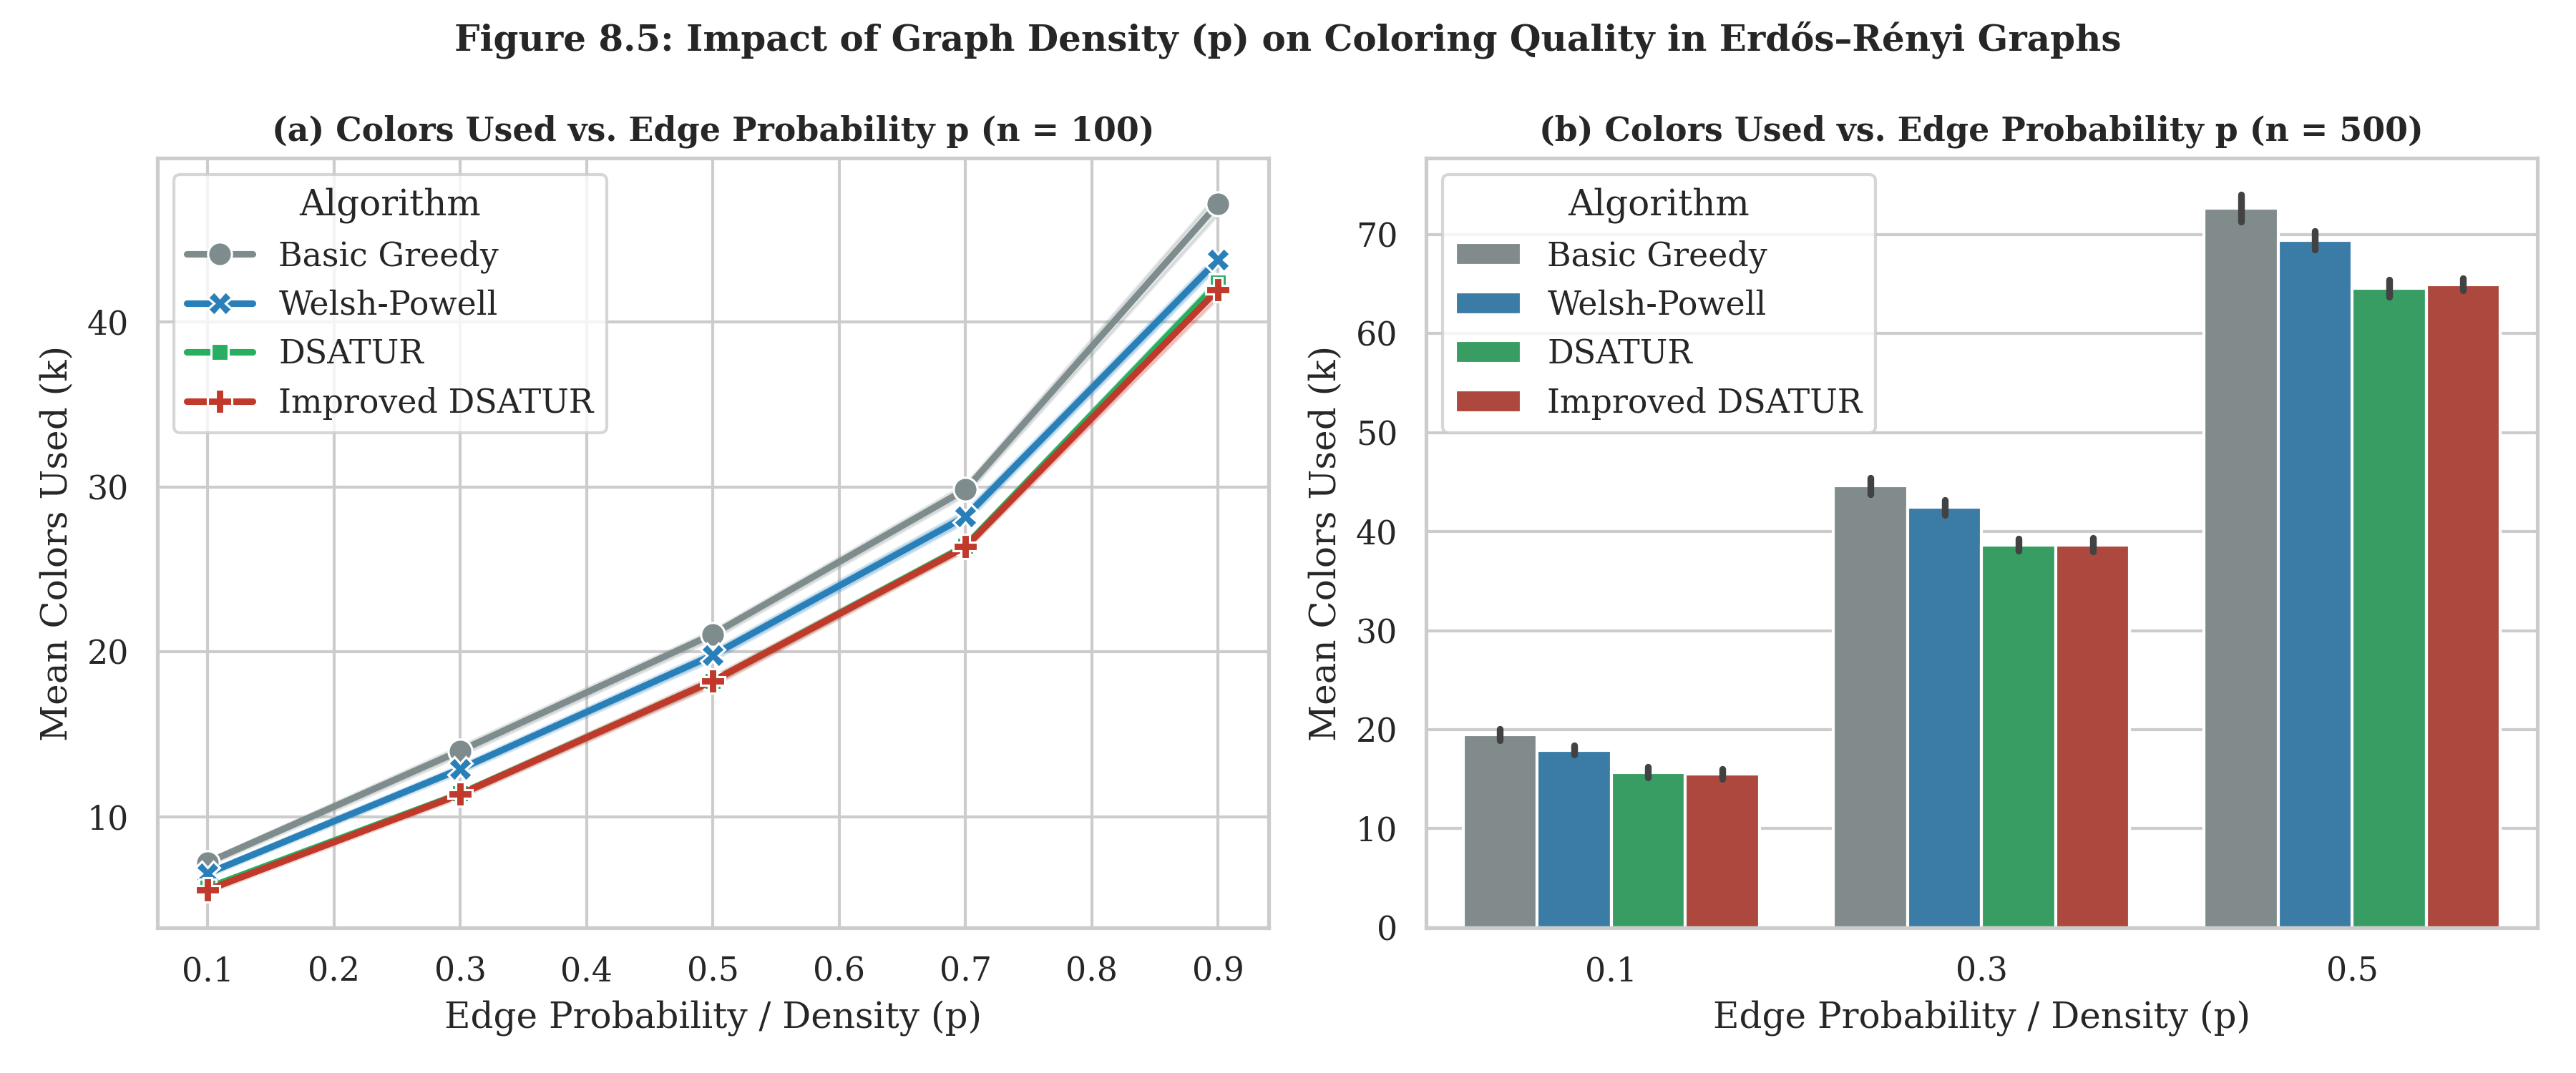 Figure 8.5: Impact of Graph Density (p) on Coloring Quality in Erdős–Rényi Graphs
(a) Colors Used vs. Edge Probability p (n = 100)
Algorithm
Basic Greedy
Welsh-Powell
DSATUR
Improved DSATUR
Mean Colors Used (k)
40
30
20
10
0.1 0.2 0.3 0.4 0.5 0.6 0.7 0.8 0.9
Edge Probability / Density (p)
(b) Colors Used vs. Edge Probability p (n = 500)
Algorithm
Basic Greedy
Welsh-Powell
DSATUR
Improved DSATUR
Mean Colors Used (k)
70
60
50
40
30
20
10
0
0.1 0.3 0.5
Edge Probability / Density (p)